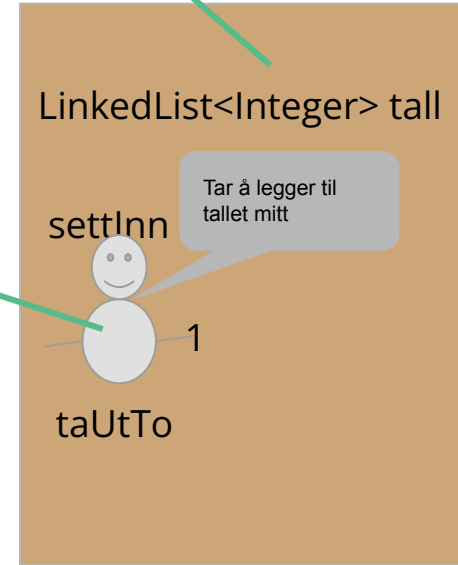 LinkedList<Integer> tall
Tar å legger til
tallet mitt
settInn
1
taUtTo